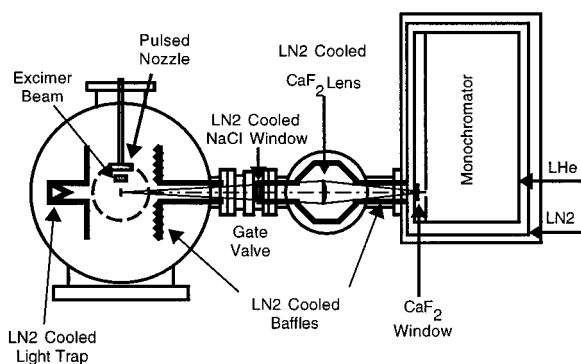 Pulsed
Nozzle
Excimer
Beam
LN2 Cooled
NaCl Window
LN2 Cooled
CaF2 Lens
Monochromator
LHe
LN2
Gate
Valve
LN2 Cooled
Baffles
CaF2
Window
LN2 Cooled
Light Trap